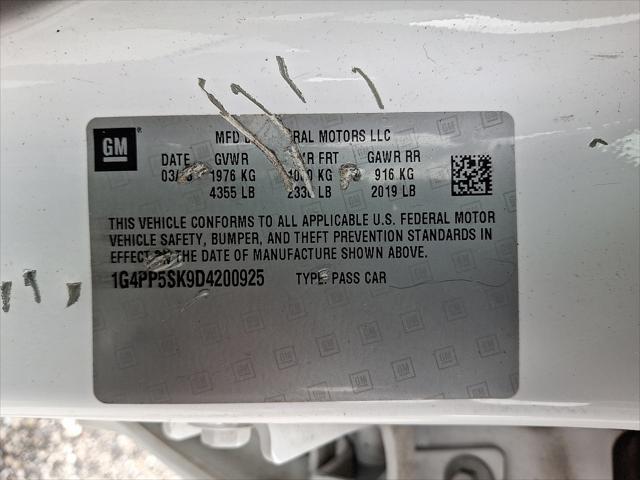 GM
MFD LLC MOTORS
DATE GVWR FRT GAWR RR
1976 KG KG 916 KG
4355 LB LB 2019 LB
THIS VEHICLE CONFORMS TO ALL APPLICABLE U.S. FEDERAL MOTOR
VEHICLE SAFETY, BUMPER, AND THEFT PREVENTION STANDARDS IN
EFFECT ON THE DATE OF MANUFACTURE SHOWN ABOVE.
1G4PP5SK9D4200925 TYPE: PASS CAR